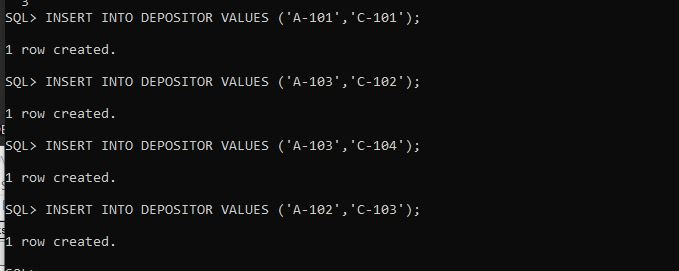 3
SQL> INSERT INTO DEPOSITOR VALUES ('A-101','C-101');
1 row created.
SQL> INSERT INTO DEPOSITOR VALUES ('A-103','C-102');
1 row created.
SQL> INSERT INTO DEPOSITOR VALUES ('A-103','C-104');
1 row created.
SQL> INSERT INTO DEPOSITOR VALUES ('A-102','C-103');
1 row created.
SQL>